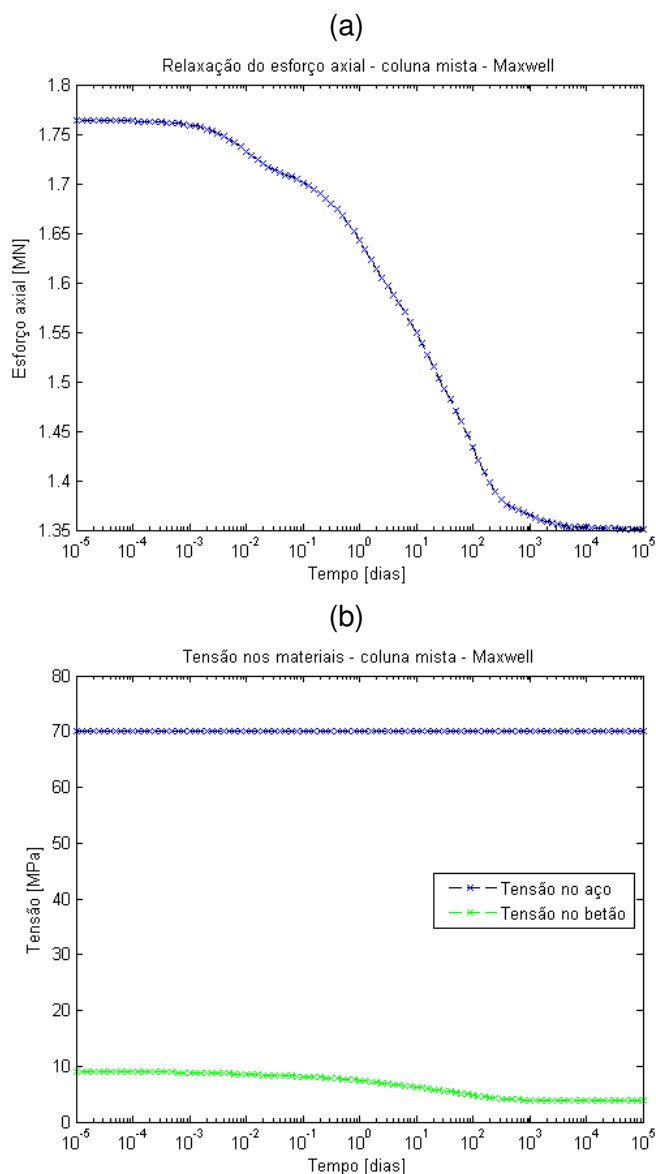 (a)
Relaxação do esforço axial - coluna mista - Maxwell
1.8
1.75
1.7
1.65
1.6
1.55
1.5
1.45
1.4
1.35
Esforço axial [MN]
10^-5 10^-4 10^-3 10^-2 10^-1 10^0 10^1 10^2 10^3 10^4 10^5
Tempo [dias]
(b)
Tensão nos materiais - coluna mista - Maxwell
80
70
60
50
40
30
20
10
0
Tensão [MPa]
Tensão no aço
Tensão no betão
10^-5 10^-4 10^-3 10^-2 10^-1 10^0 10^1 10^2 10^3 10^4 10^5
Tempo [dias]